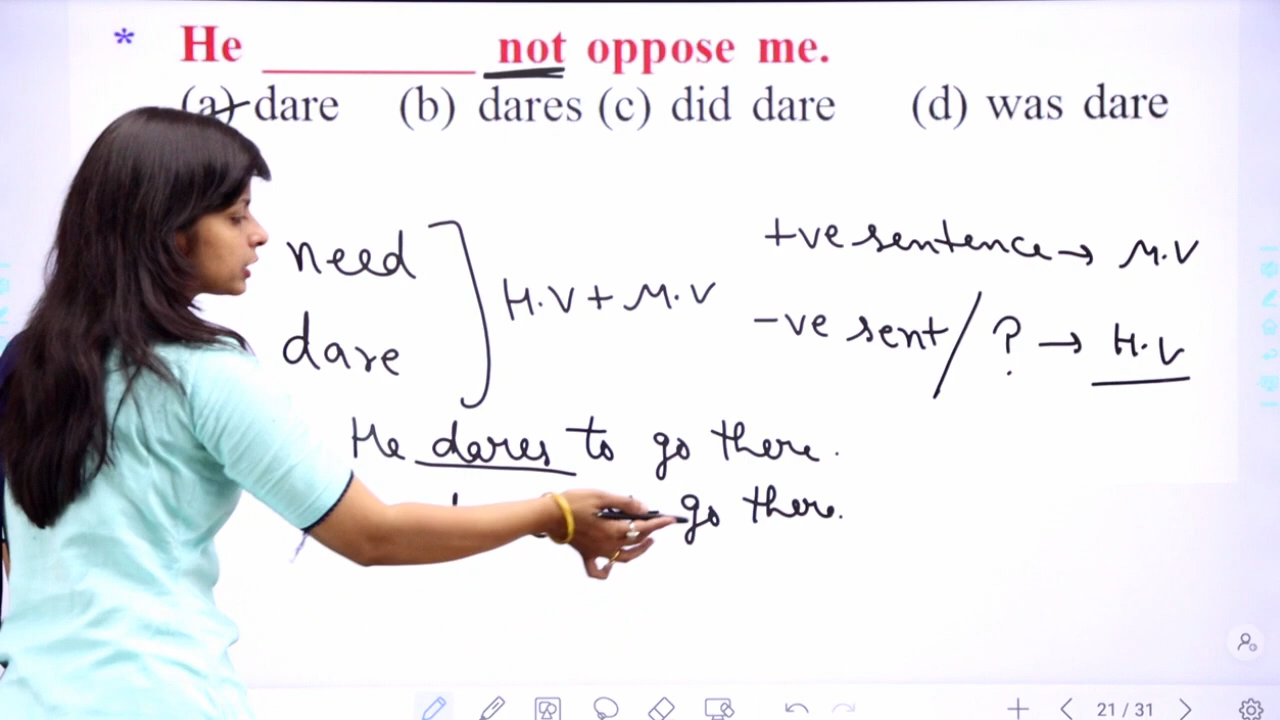 * He ________ not oppose me.
(a) dare (b) dares (c) did dare (d) was dare
need
dare
H.V + M.V
+ve sentence → M.V
-ve sent / ? → H.V
He dares to go there.
go there.
21 / 31